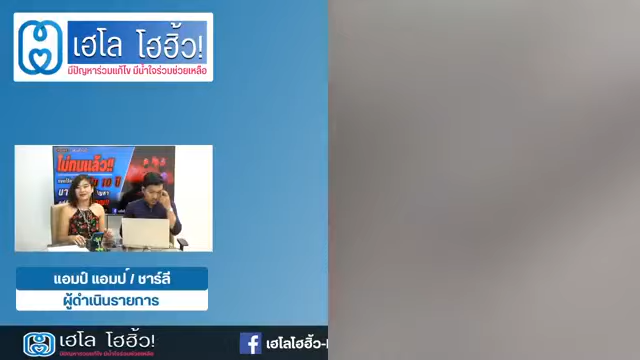 เฮโล โฮฮิ้ว!
มีปัญหาร่วมแก้ไข มีน้ำใจร่วมช่วยเหลือ
ไม่ทนแล้ว!!
10 ปี
แอมป์ แอมป์ / ชาร์ลี
ผู้ดำเนินรายการ
เฮโล โฮฮิ้ว!
มีปัญหาร่วมแก้ไข มีน้ำใจร่วมช่วยเหลือ
เฮโลโฮฮิ้ว-